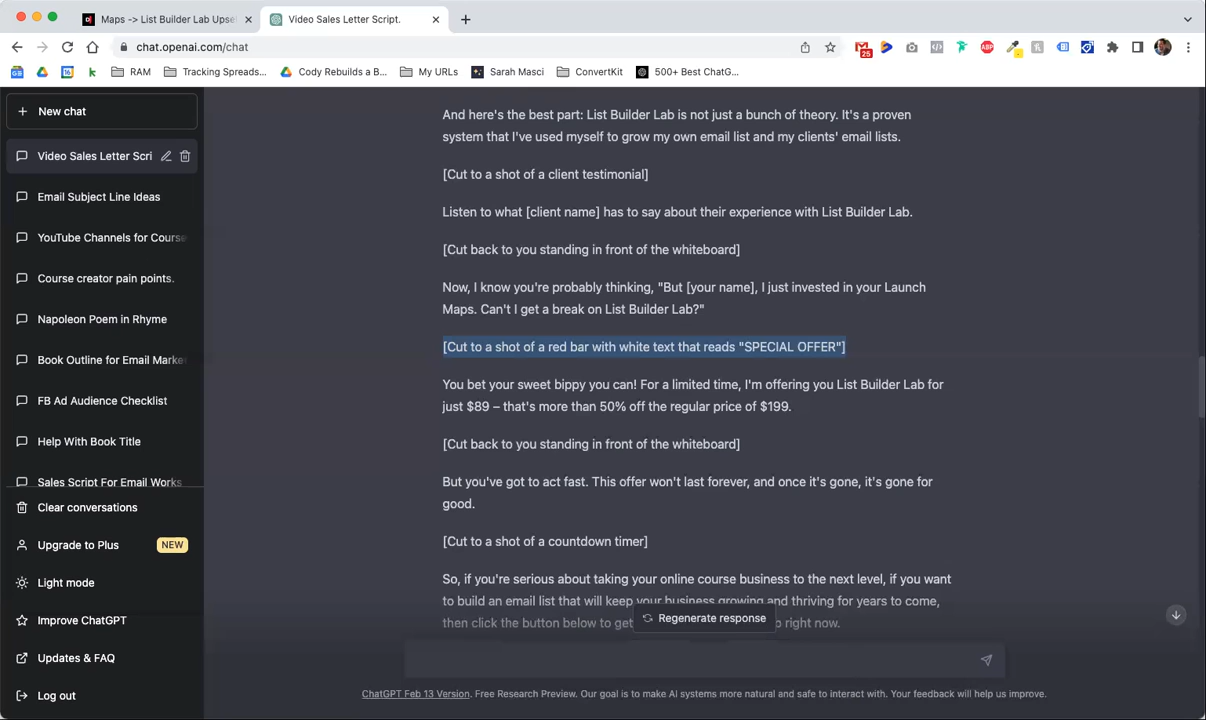 Maps -> List Builder Lab Upse
Video Sales Letter Script.
chat.openai.com/chat
25
RAM
Tracking Spreads...
Cody Rebuilds a B...
My URLs
Sarah Masci
ConvertKit
500+ Best ChatG...
New chat
Video Sales Letter Scri
Email Subject Line Ideas
YouTube Channels for Course
Course creator pain points.
Napoleon Poem in Rhyme
Book Outline for Email Marke
FB Ad Audience Checklist
Help With Book Title
Sales Script For Email Works
Clear conversations
Upgrade to Plus NEW
Light mode
Improve ChatGPT
Updates & FAQ
Log out
And here's the best part: List Builder Lab is not just a bunch of theory. It's a proven
system that I've used myself to grow my own email list and my clients' email lists.
[Cut to a shot of a client testimonial]
Listen to what [client name] has to say about their experience with List Builder Lab.
[Cut back to you standing in front of the whiteboard]
Now, I know you're probably thinking, "But [your name], I just invested in your Launch
Maps. Can't I get a break on List Builder Lab?"
[Cut to a shot of a red bar with white text that reads "SPECIAL OFFER"]
You bet your sweet bippy you can! For a limited time, I'm offering you List Builder Lab for
just $89 – that's more than 50% off the regular price of $199.
[Cut back to you standing in front of the whiteboard]
But you've got to act fast. This offer won't last forever, and once it's gone, it's gone for
good.
[Cut to a shot of a countdown timer]
So, if you're serious about taking your online course business to the next level, if you want
to build an email list that will keep your business growing and thriving for years to come,
then click the button below to get
right now.
Regenerate response
ChatGPT Feb 13 Version. Free Research Preview. Our goal is to make AI systems more natural and safe to interact with. Your feedback will help us improve.